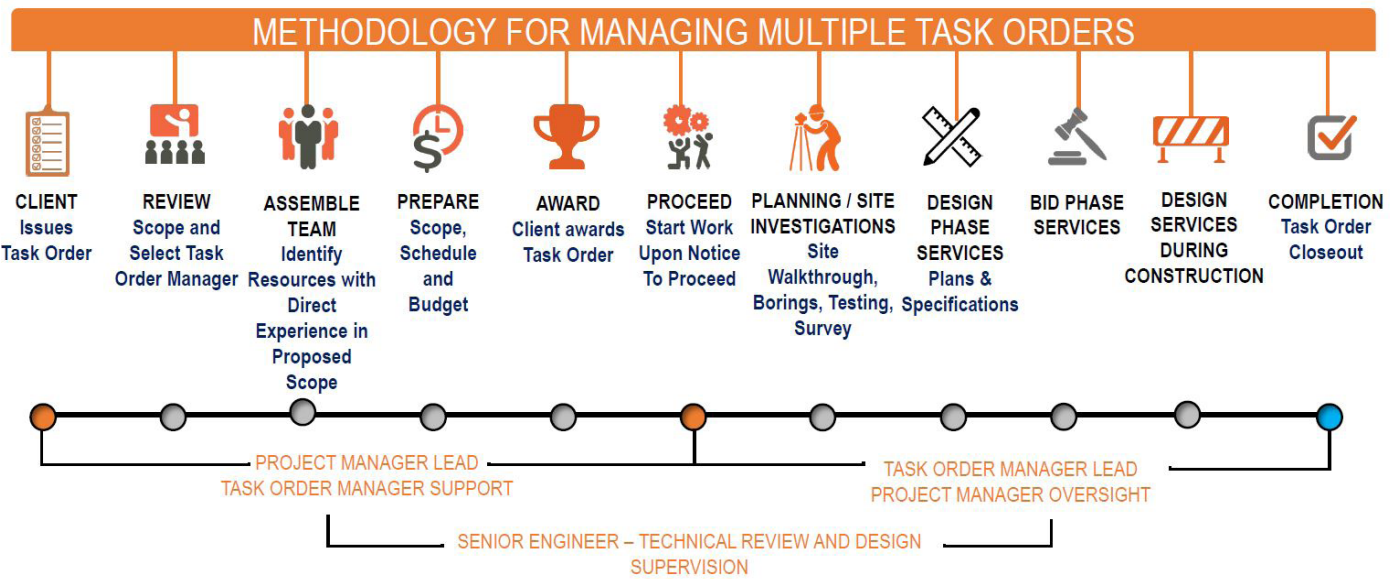 METHODOLOGY FOR MANAGING MULTIPLE TASK ORDERS
CLIENT
Issues
Task Order
REVIEW
Scope and
Select Task
Order Manager
ASSEMBLE
TEAM
Identify
Resources with
Direct
Experience in
Proposed
Scope
PREPARE
Scope,
Schedule
and
Budget
AWARD
Client awards
Task Order
PROCEED
Start Work
Upon Notice
To Proceed
PLANNING / SITE
INVESTIGATIONS
Site
Walkthrough,
Borings, Testing,
Survey
DESIGN
PHASE
SERVICES
Plans &
Specifications
BID PHASE
SERVICES
DESIGN
SERVICES
DURING
CONSTRUCTION
COMPLETION
Task Order
Closeout
PROJECT MANAGER LEAD
TASK ORDER MANAGER SUPPORT
TASK ORDER MANAGER LEAD
PROJECT MANAGER OVERSIGHT
SENIOR ENGINEER – TECHNICAL REVIEW AND DESIGN
SUPERVISION